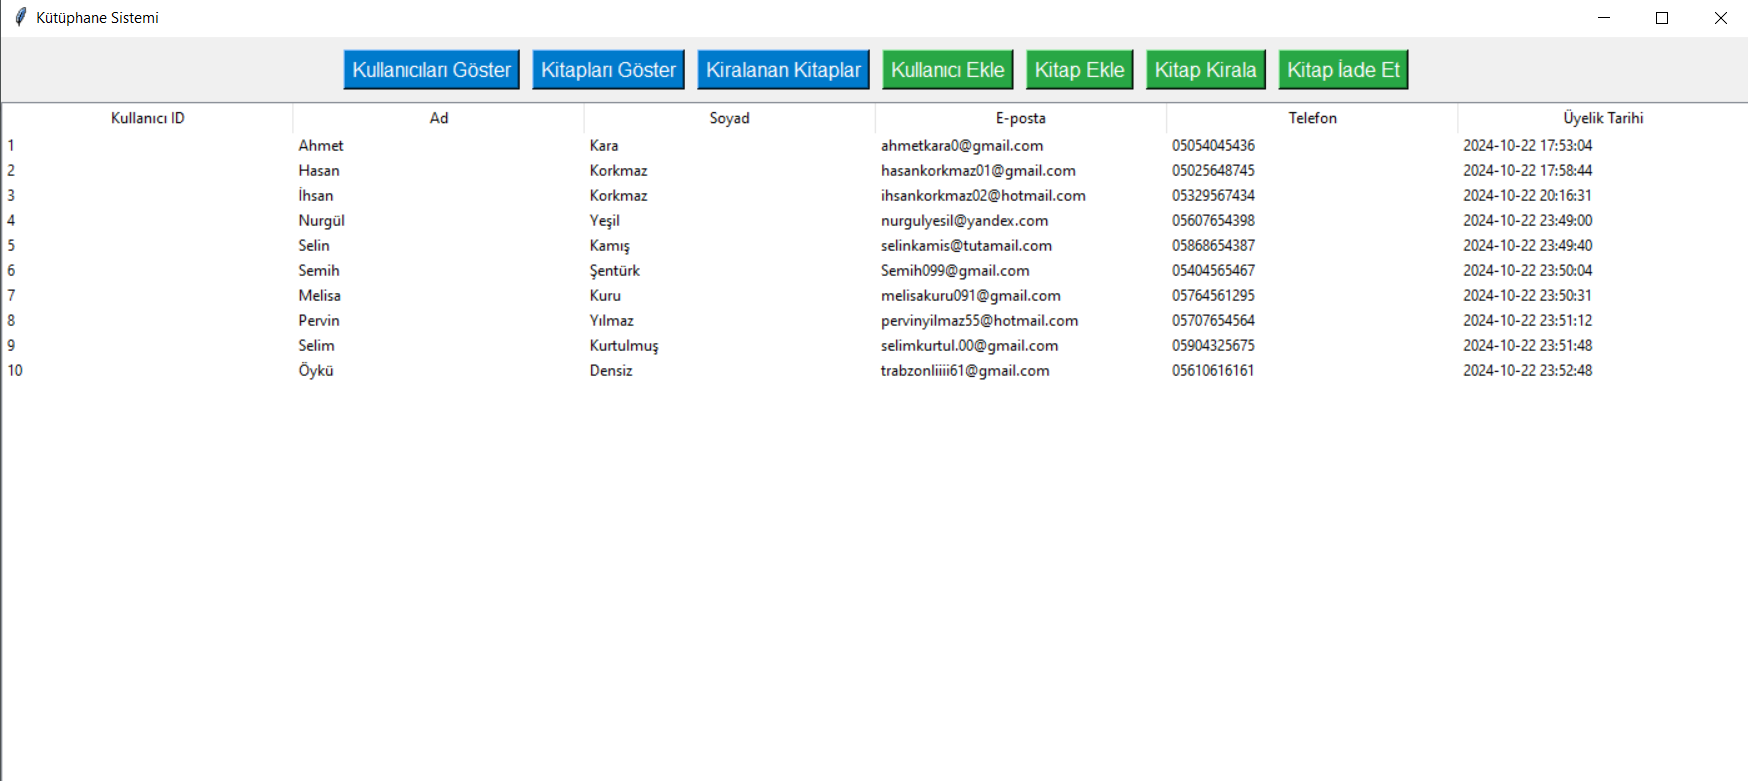 Kütüphane Sistemi
Kullanıcıları Göster Kitapları Göster Kiralanan Kitaplar Kullanıcı Ekle Kitap Ekle Kitap Kirala Kitap İade Et
Kullanıcı ID Ad Soyad E-posta Telefon Üyelik Tarihi
1 Ahmet Kara ahmetkara0@gmail.com 05054045436 2024-10-22 17:53:04
2 Hasan Korkmaz hasankorkmaz01@gmail.com 05025648745 2024-10-22 17:58:44
3 İhsan Korkmaz ihsankorkmaz02@hotmail.com 05329567434 2024-10-22 20:16:31
4 Nurgül Yeşil nurgulyesil@yandex.com 05607654398 2024-10-22 23:49:00
5 Selin Kamış selinkamis@tutamail.com 05868654387 2024-10-22 23:49:40
6 Semih Şentürk Semih099@gmail.com 05404565467 2024-10-22 23:50:04
7 Melisa Kuru melisakuru091@gmail.com 05764561295 2024-10-22 23:50:31
8 Pervin Yılmaz pervinyilmaz55@hotmail.com 05707654564 2024-10-22 23:51:12
9 Selim Kurtulmuş selimkurtul.00@gmail.com 05904325675 2024-10-22 23:51:48
10 Öykü Densiz trabzonliiii61@gmail.com 05610616161 2024-10-22 23:52:48